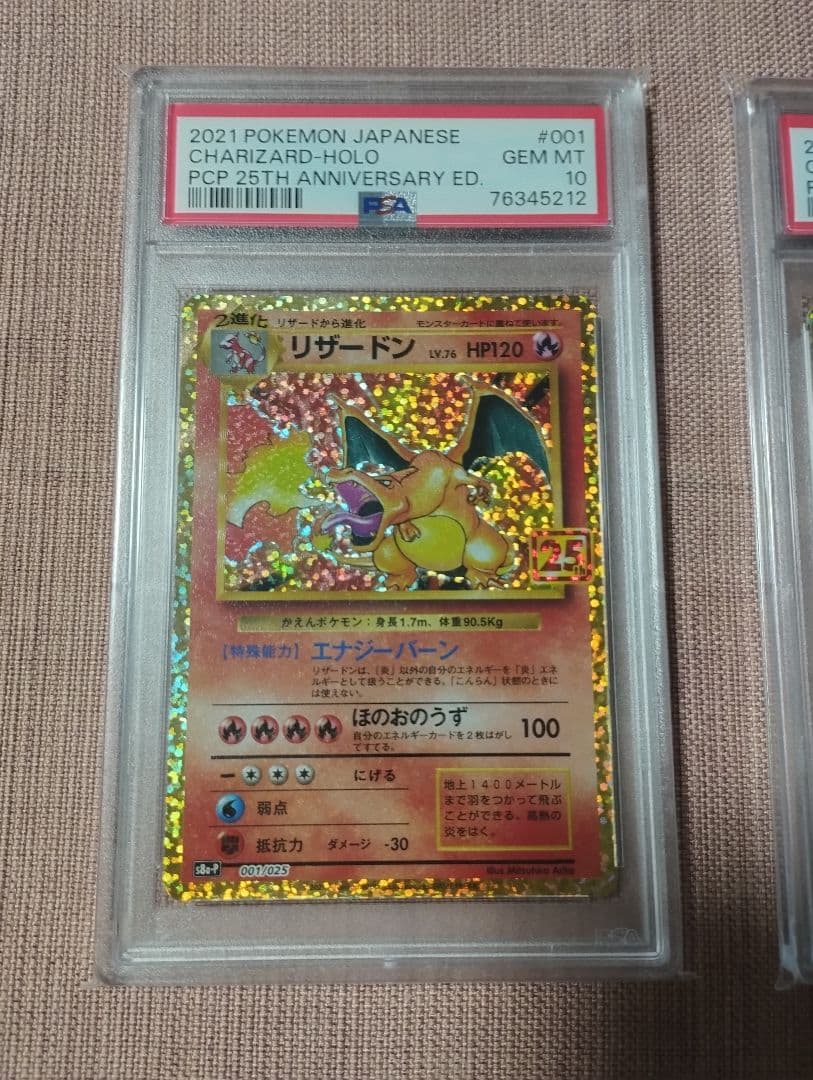 2021 POKEMON JAPANESE #001
CHARIZARD-HOLO GEM MT
PCP 25TH ANNIVERSARY ED. 10
PSA 76345212
2進化 リザードから進化 モンスターカードに重ねて使います。
リザードン LV.76 HP120
25th
かえんポケモン:身長1.7m、体重90.5Kg
【特殊能力】 エナジーバーン
リザードンは、「炎」以外の自分のエネルギーを「炎」エネ
ルギーとして扱うことができる。「こんらん」状態のときに
は使えない。
ほのおのうず 100
自分のエネルギーカードを2枚はがし
てすてる。
にげる
弱点
抵抗力 ダメージ -30
地上1400メートル
まで羽をつかって飛ぶ
ことができる。高熱の
炎をはく。
s8a-P 001/025
Illus. Mitsuhiro Arita
PSA
2
C
P